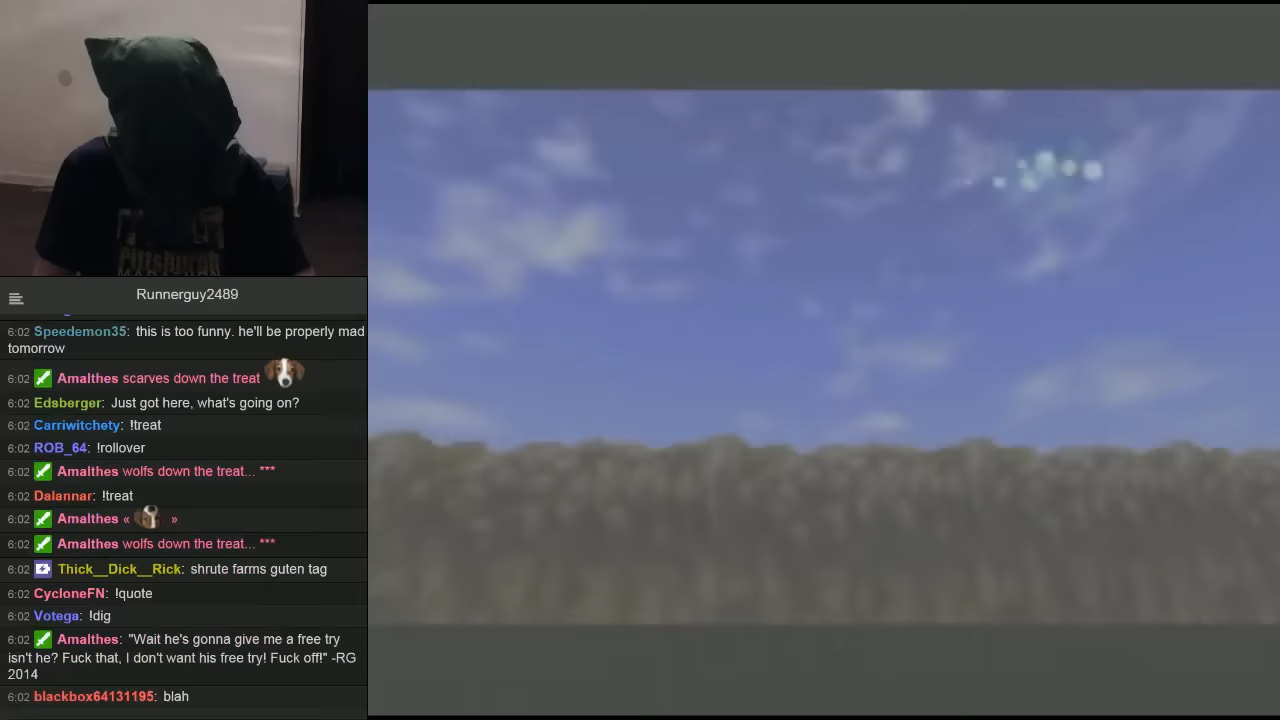 Pittsburgh
Runnerguy2489
6:02 Speedemon35: this is too funny. he'll be properly mad
tomorrow
6:02 Amalthes scarves down the treat
6:02 Edsberger: Just got here, what's going on?
6:02 Carriwitchety: !treat
6:02 ROB_64: !rollover
6:02 Amalthes wolfs down the treat... ***
6:02 Dalannar: !treat
6:02 Amalthes « »
6:02 Amalthes wolfs down the treat... ***
6:02 Thick__Dick__Rick: shrute farms guten tag
6:02 CycloneFN: !quote
6:02 Votega: !dig
6:02 Amalthes: "Wait he's gonna give me a free try
isn't he? Fuck that, I don't want his free try! Fuck off!" -RG
2014
6:02 blackbox64131195: blah